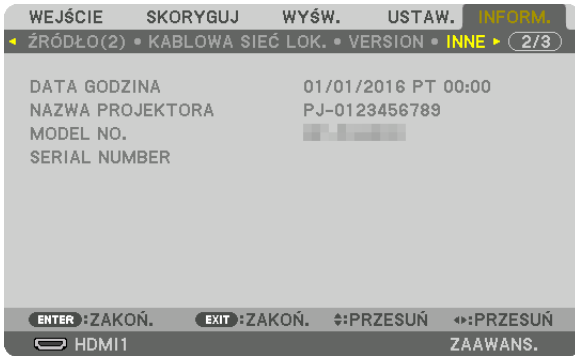 WEJŚCIE SKORYGUJ WYŚW. USTAW. INFORM.
◂ ŹRÓDŁO(2) • KABLOWA SIEĆ LOK. • VERSION • INNE ▸ 2/3
DATA GODZINA 01/01/2016 PT 00:00
NAZWA PROJEKTORA PJ-0123456789
MODEL NO.
SERIAL NUMBER
ENTER :ZAKOŃ. EXIT :ZAKOŃ. ♦:PRZESUŃ ◂▸:PRZESUŃ
HDMI1 ZAAWANS.